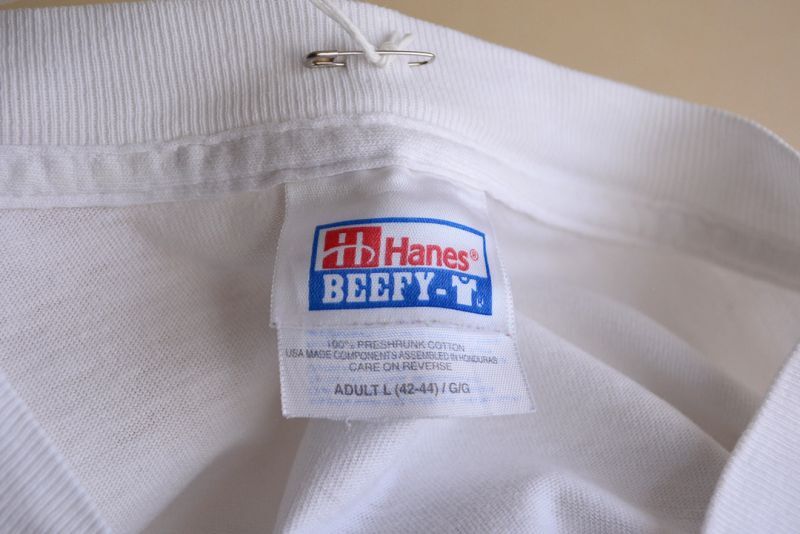 Hanes®
BEEFY-
100% PRESHRUNK COTTON
USA MADE COMPONENTS ASSEMBLED IN HONDURAS
CARE ON REVERSE
ADULT L (42-44) / G/G